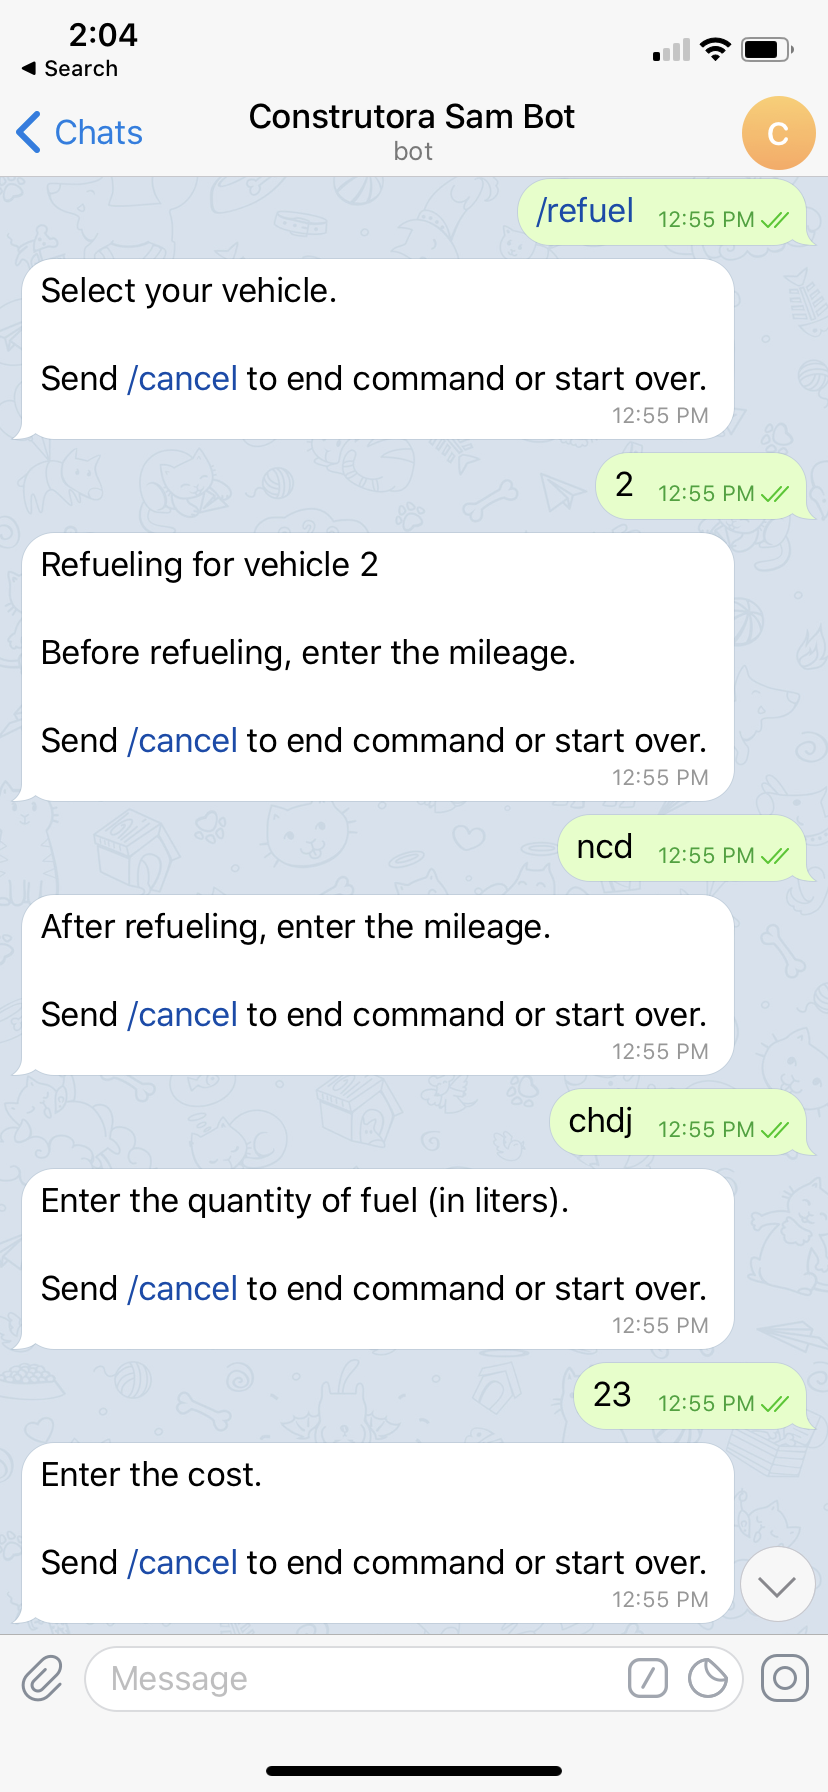 2:04
Search
Chats
Construtora Sam Bot
bot
C
/refuel 12:55 PM
Select your vehicle.
Send /cancel to end command or start over.
12:55 PM
2 12:55 PM
Refueling for vehicle 2
Before refueling, enter the mileage.
Send /cancel to end command or start over.
12:55 PM
ncd 12:55 PM
After refueling, enter the mileage.
Send /cancel to end command or start over.
12:55 PM
chdj 12:55 PM
Enter the quantity of fuel (in liters).
Send /cancel to end command or start over.
12:55 PM
23 12:55 PM
Enter the cost.
Send /cancel to end command or start over.
12:55 PM
Message